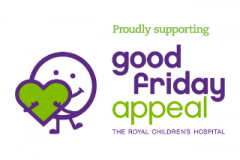 Proudly supporting
good
friday
appeal
THE ROYAL CHILDREN'S HOSPITAL